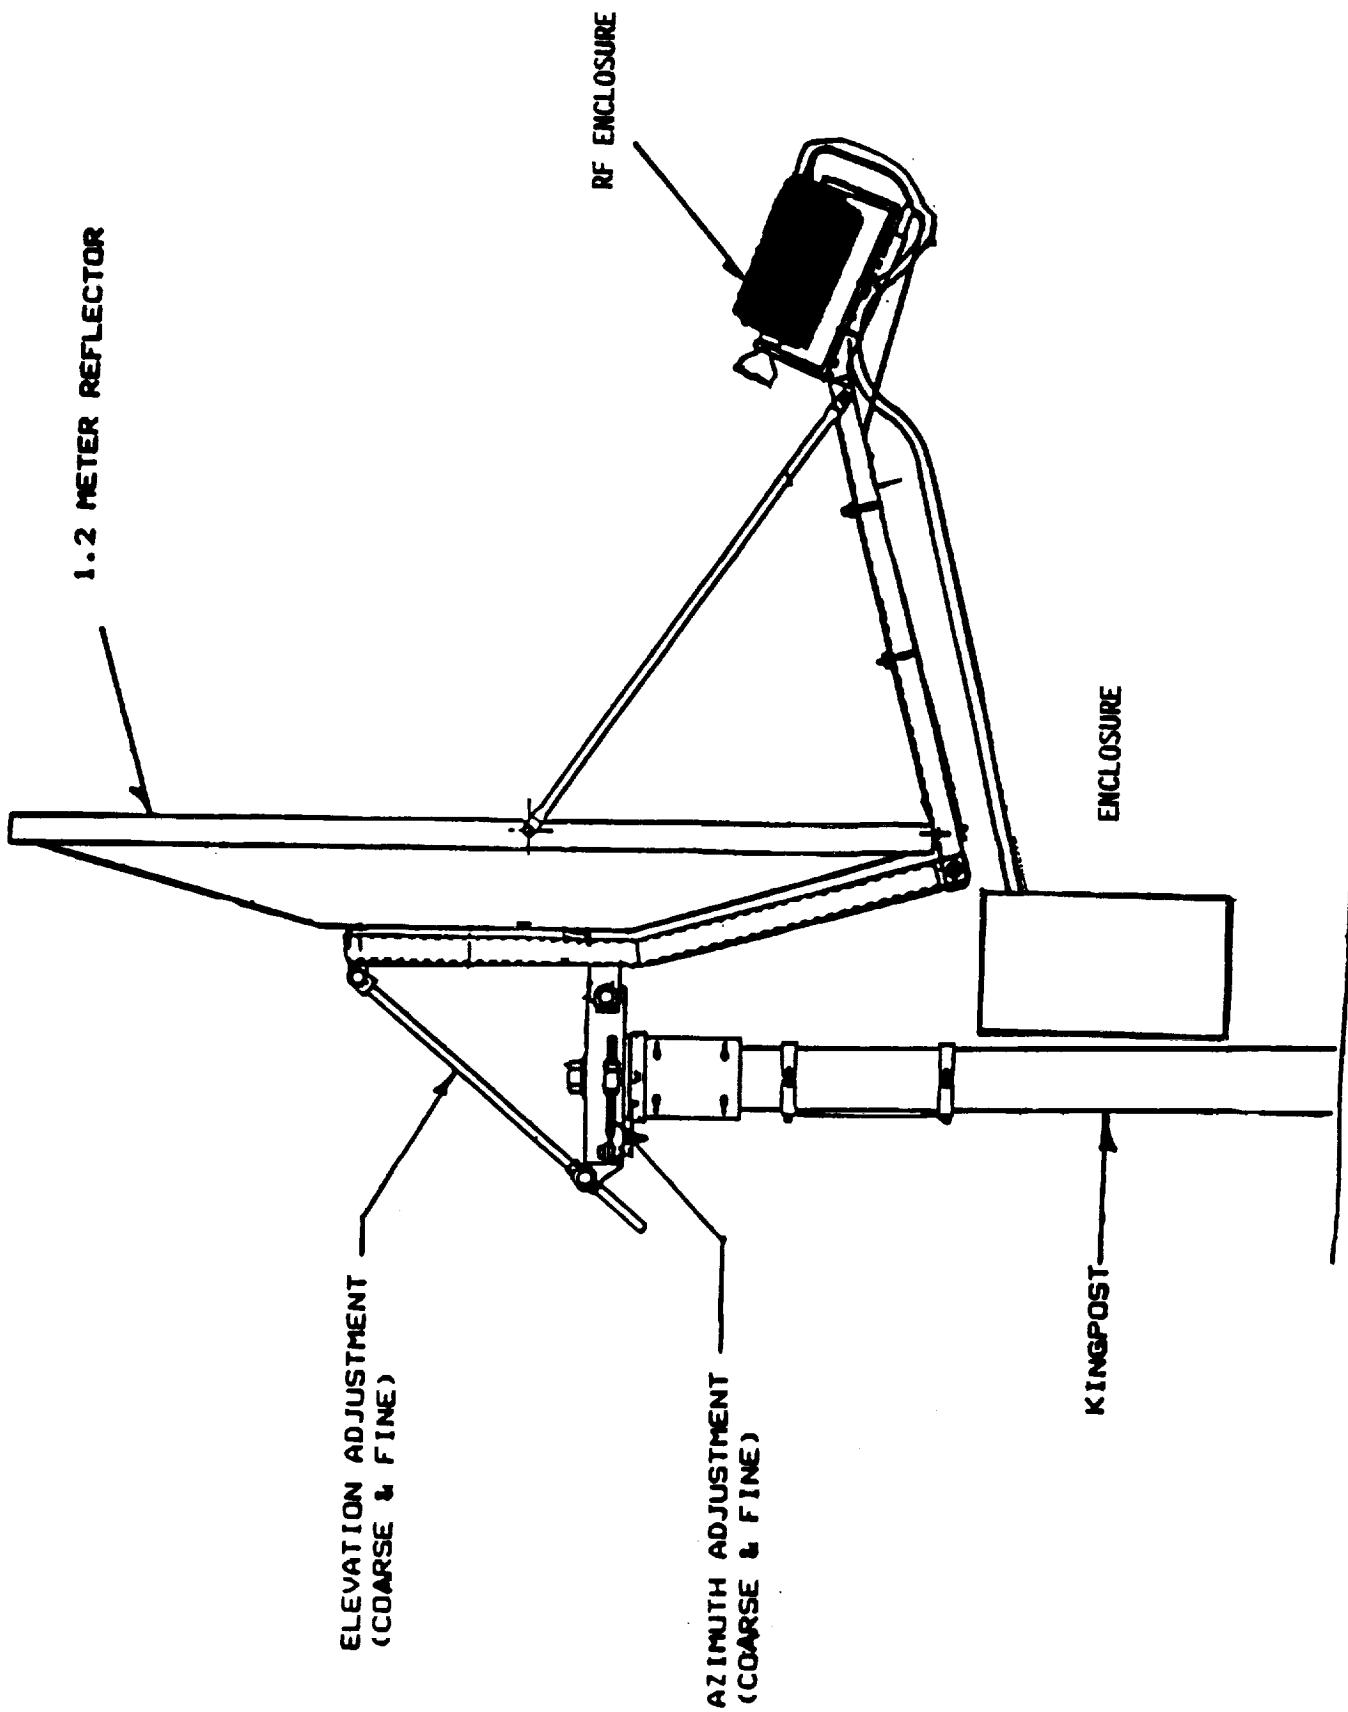 1.2 METER REFLECTOR
RF ENCLOSURE
ELEVATION ADJUSTMENT
(COARSE & FINE)
AZIMUTH ADJUSTMENT
(COARSE & FINE)
ENCLOSURE
KINGPOST